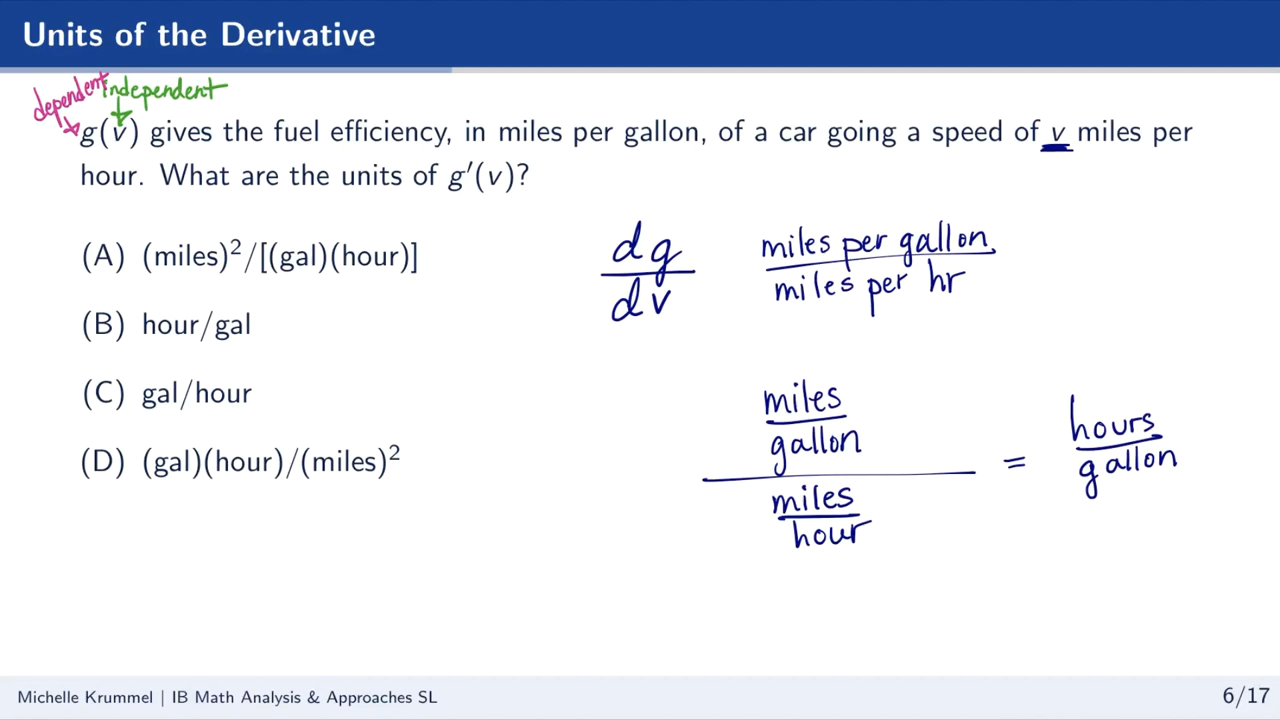 Units of the Derivative
dependent independent
g(v) gives the fuel efficiency, in miles per gallon, of a car going a speed of v miles per
hour. What are the units of g′(v)?
(A) (miles)²/[(gal)(hour)]
(B) hour/gal
(C) gal/hour
(D) (gal)(hour)/(miles)²
dg
dv
miles per gallon
miles per hr
miles
gallon
miles
hour
=
hours
gallon
Michelle Krummel | IB Math Analysis & Approaches SL
6/17